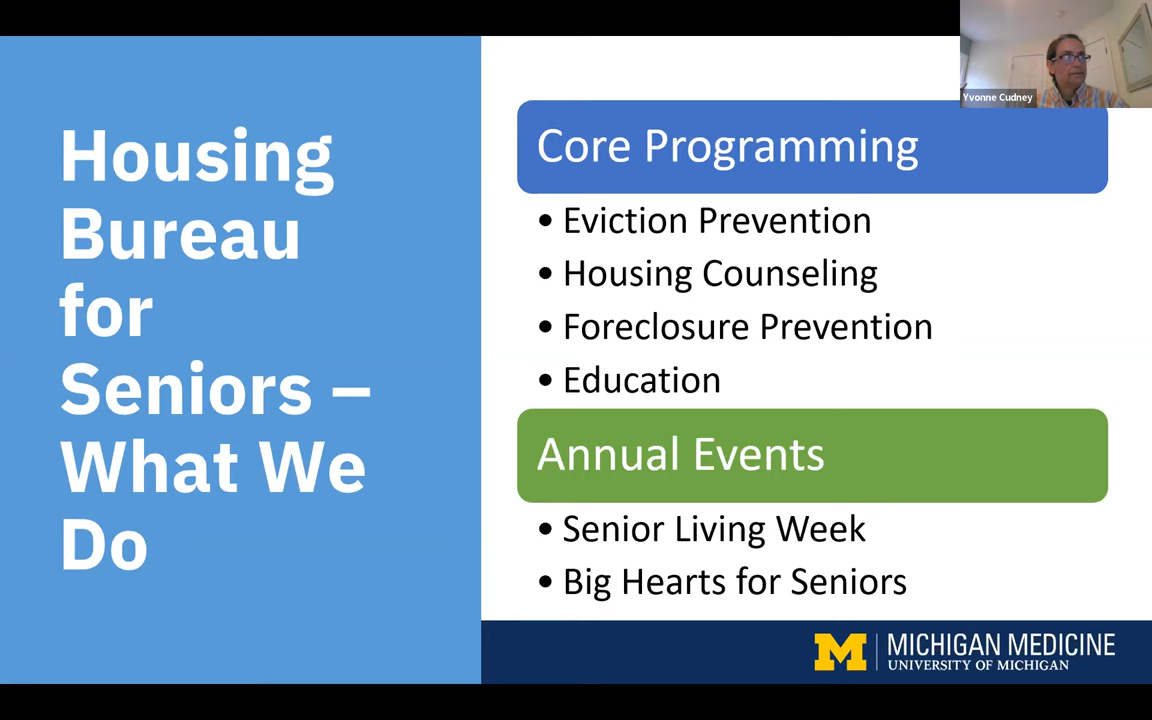 Housing
Bureau
for
Seniors –
What We
Do
Yvonne Cudney
Core Programming
• Eviction Prevention
• Housing Counseling
• Foreclosure Prevention
• Education
Annual Events
• Senior Living Week
• Big Hearts for Seniors
M
MICHIGAN MEDICINE
UNIVERSITY OF MICHIGAN